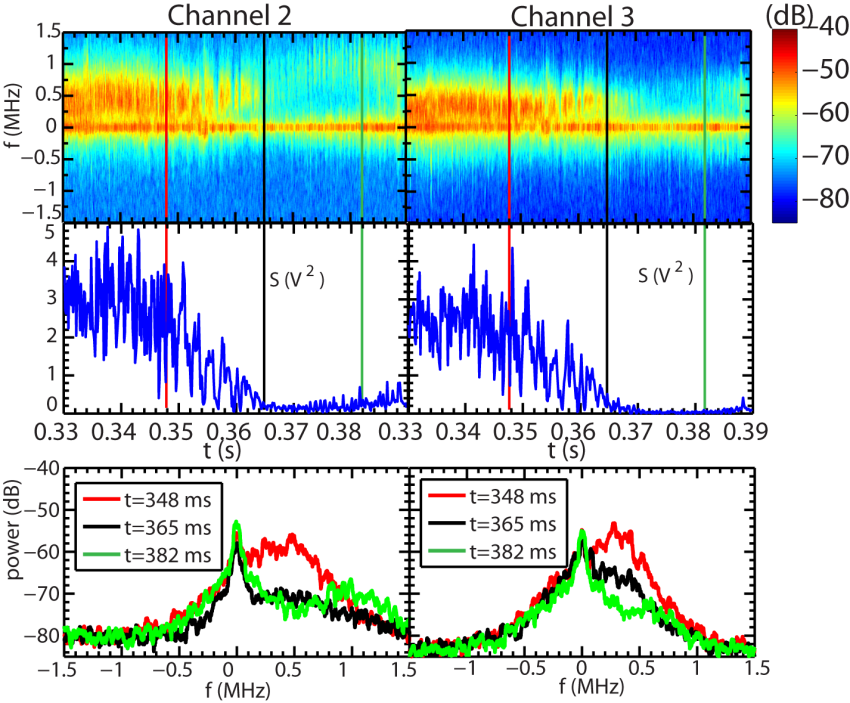 Channel 2
Channel 3
(dB)
f (MHz)
1.5
1
0.5
0
−0.5
−1
−1.5
−40
−50
−60
−70
−80
5
4
3
2
1
0
S (V²)
S (V²)
0.33 0.34 0.35 0.36 0.37 0.38 0.33 0.34 0.35 0.36 0.37 0.38 0.39
t (s)
t (s)
power (dB)
−40
−50
−60
−70
−80
t=348 ms
t=365 ms
t=382 ms
t=348 ms
t=365 ms
t=382 ms
−1.5 −1 −0.5 0 0.5 1 1.5 −1 −0.5 0 0.5 1 1.5
f (MHz)
f (MHz)